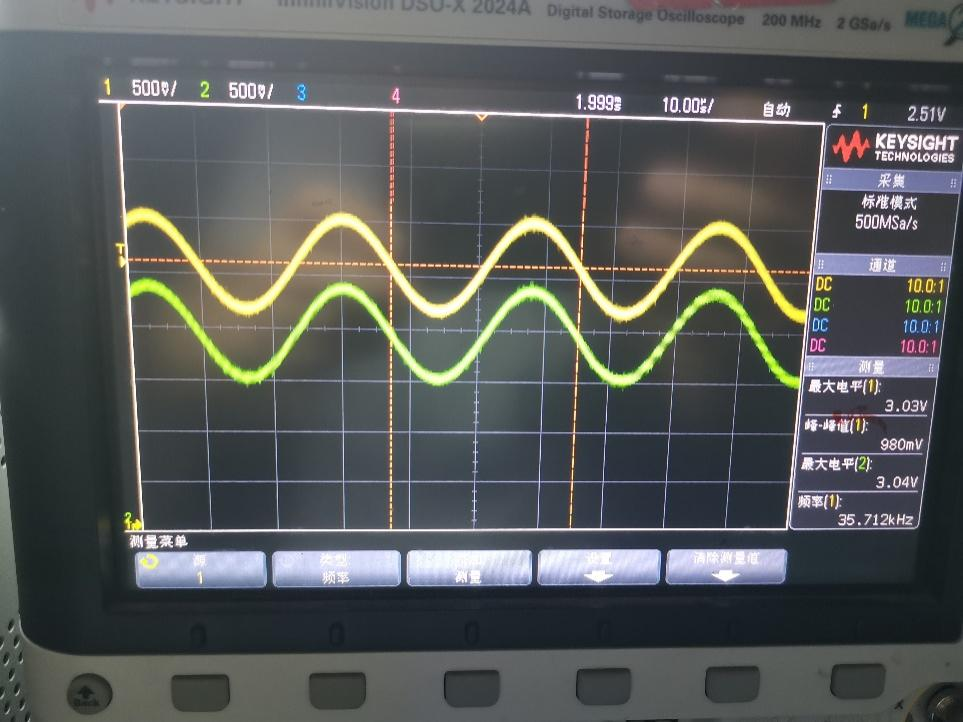 KEYSIGHT InfiniiVision DSO-X 2024A Digital Storage Oscilloscope 200 MHz 2 GSa/s MEGA
1 500mV/ 2 500mV/ 3 4 1.999ms 10.00us/ 自动 1 2.51V
KEYSIGHT
TECHNOLOGIES
采集
标准模式
500MSa/s
通道
DC 10.0:1
DC 10.0:1
DC 10.0:1
DC 10.0:1
测量
最大电平(1):
3.03V
峰-峰值(1):
980mV
最大电平(2):
3.04V
频率(1):
35.712kHz
T
2
测量菜单
源
1
类型
频率
测量
设置
清除测量值
Back